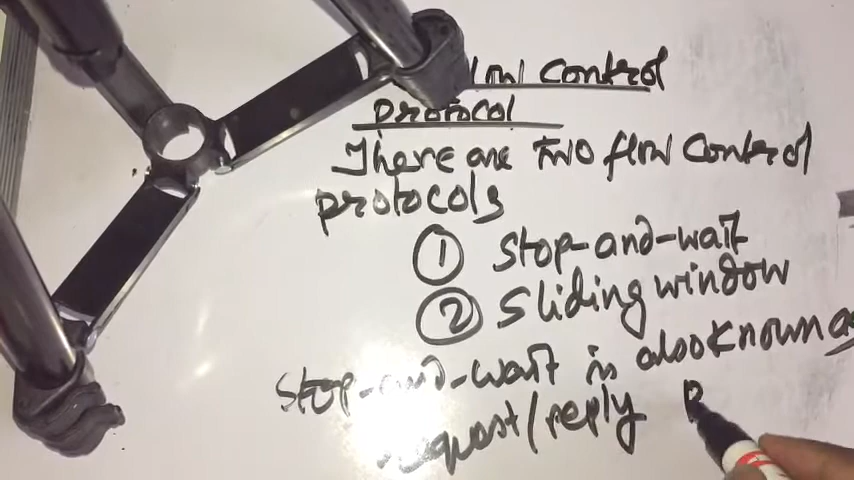 low control
protocol
There are two flow control
protocols
① Stop-and-wait
② Sliding window
Stop-and-wait is also known as
request/reply P